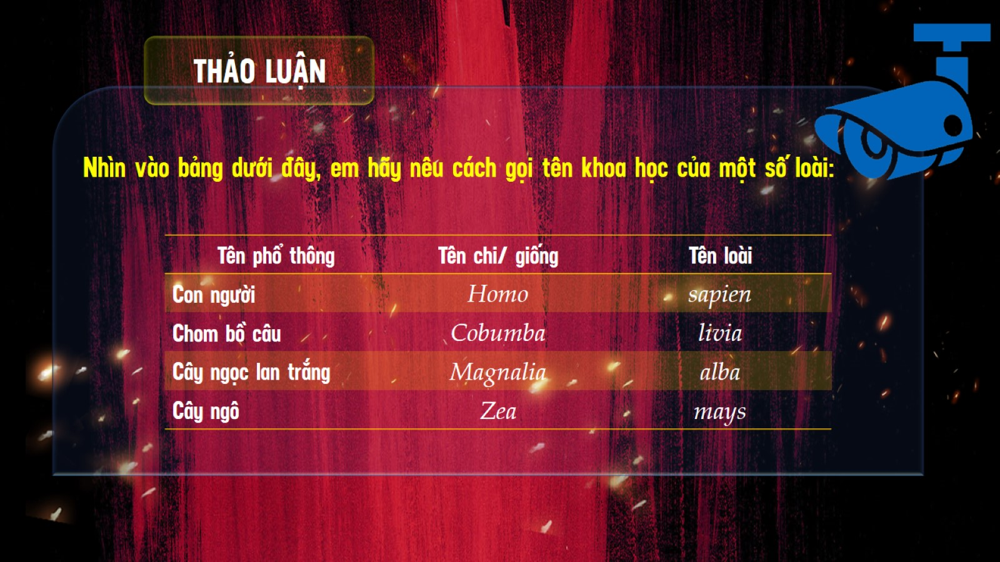 THẢO LUẬN
Nhìn vào bảng dưới đây, em hãy nêu cách gọi tên khoa học của một số loài:
Tên phổ thông Tên chi/ giống Tên loài
Con người Homo sapien
Chom bồ câu Cobumba livia
Cây ngọc lan trắng Magnalia alba
Cây ngô Zea mays